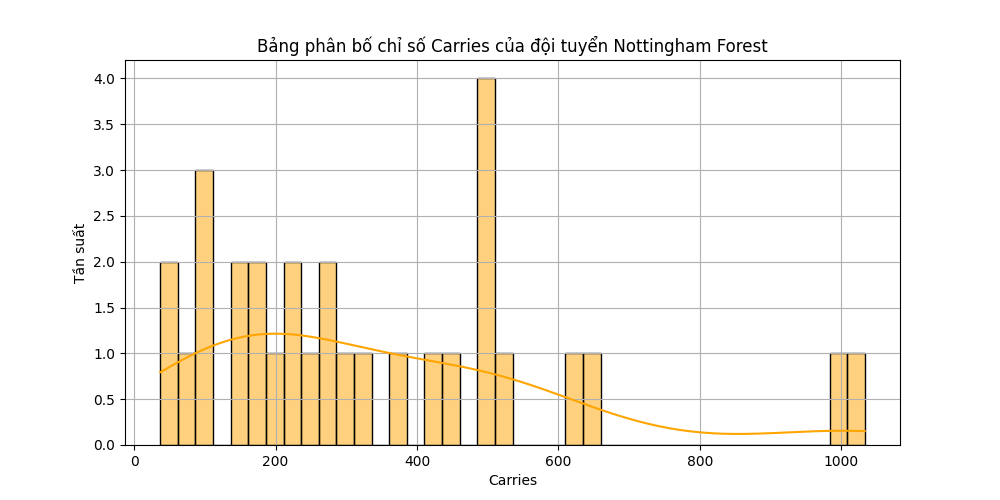 Bảng phân bố chỉ số Carries của đội tuyển Nottingham Forest
4.0
3.5
3.0
2.5
2.0
1.5
1.0
0.5
0.0
Tần suất
0 200 400 600 800 1000
Carries